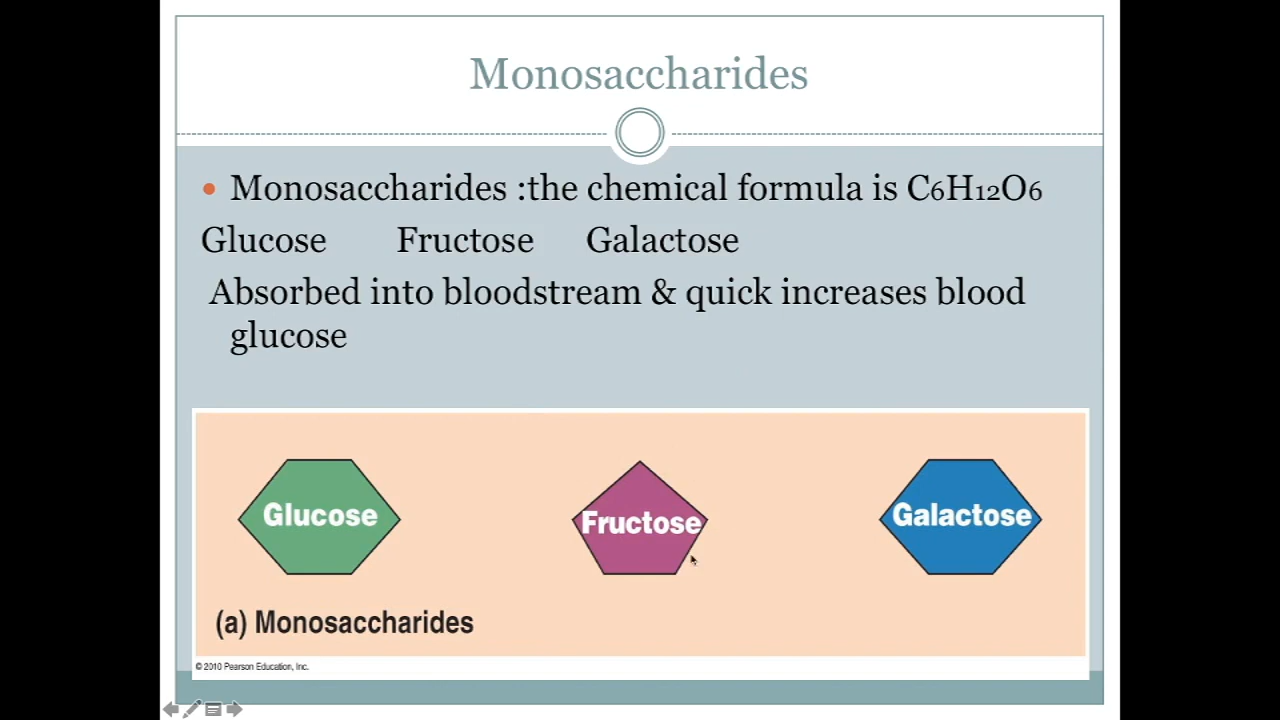 Monosaccharides
• Monosaccharides :the chemical formula is C6H12O6
Glucose Fructose Galactose
Absorbed into bloodstream & quick increases blood
glucose
Glucose Fructose Galactose
(a) Monosaccharides
© 2010 Pearson Education, Inc.